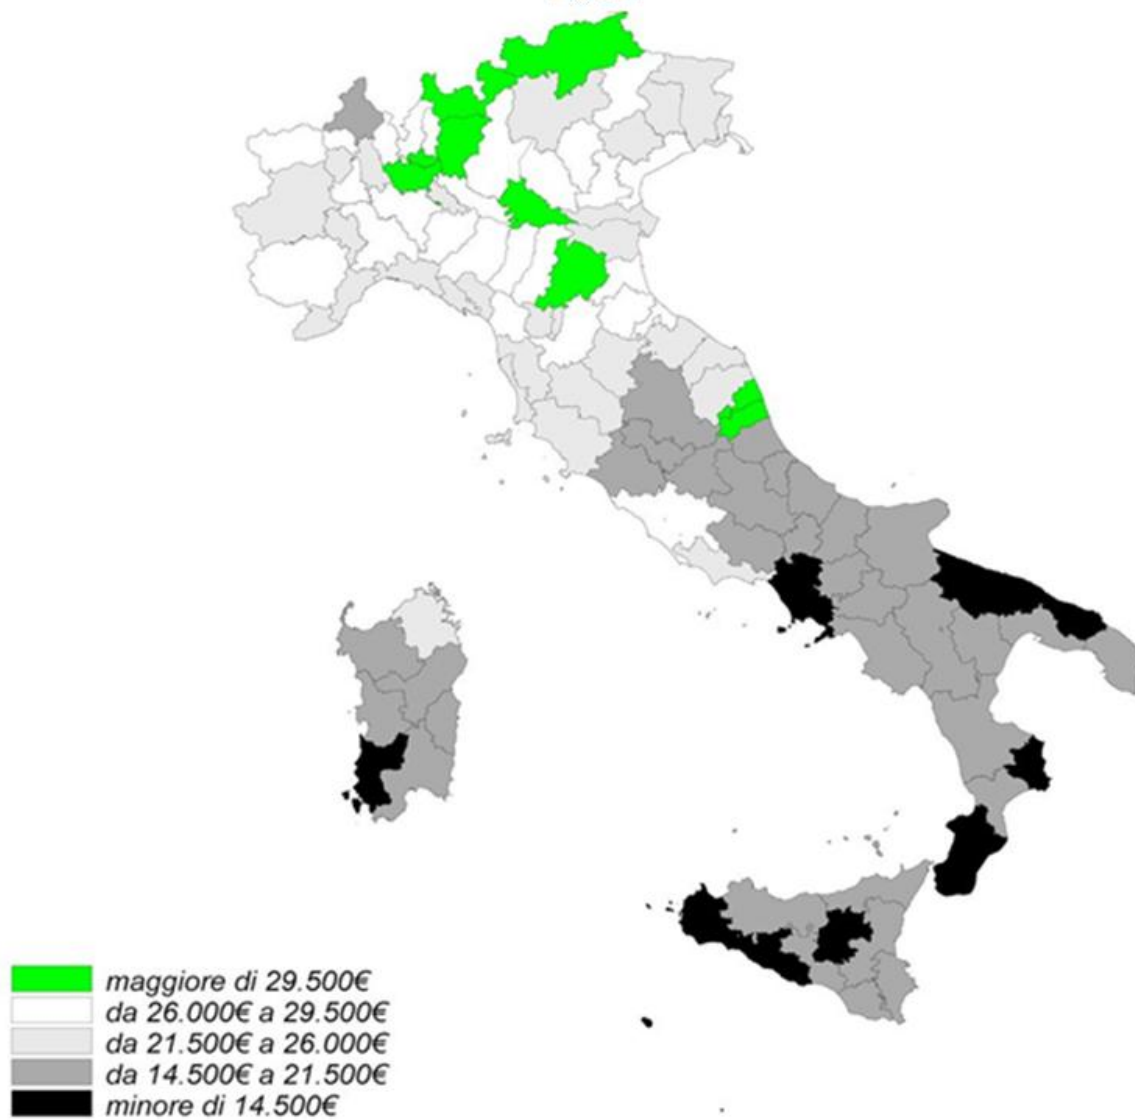 maggiore di 29.500€
da 26.000€ a 29.500€
da 21.500€ a 26.000€
da 14.500€ a 21.500€
minore di 14.500€